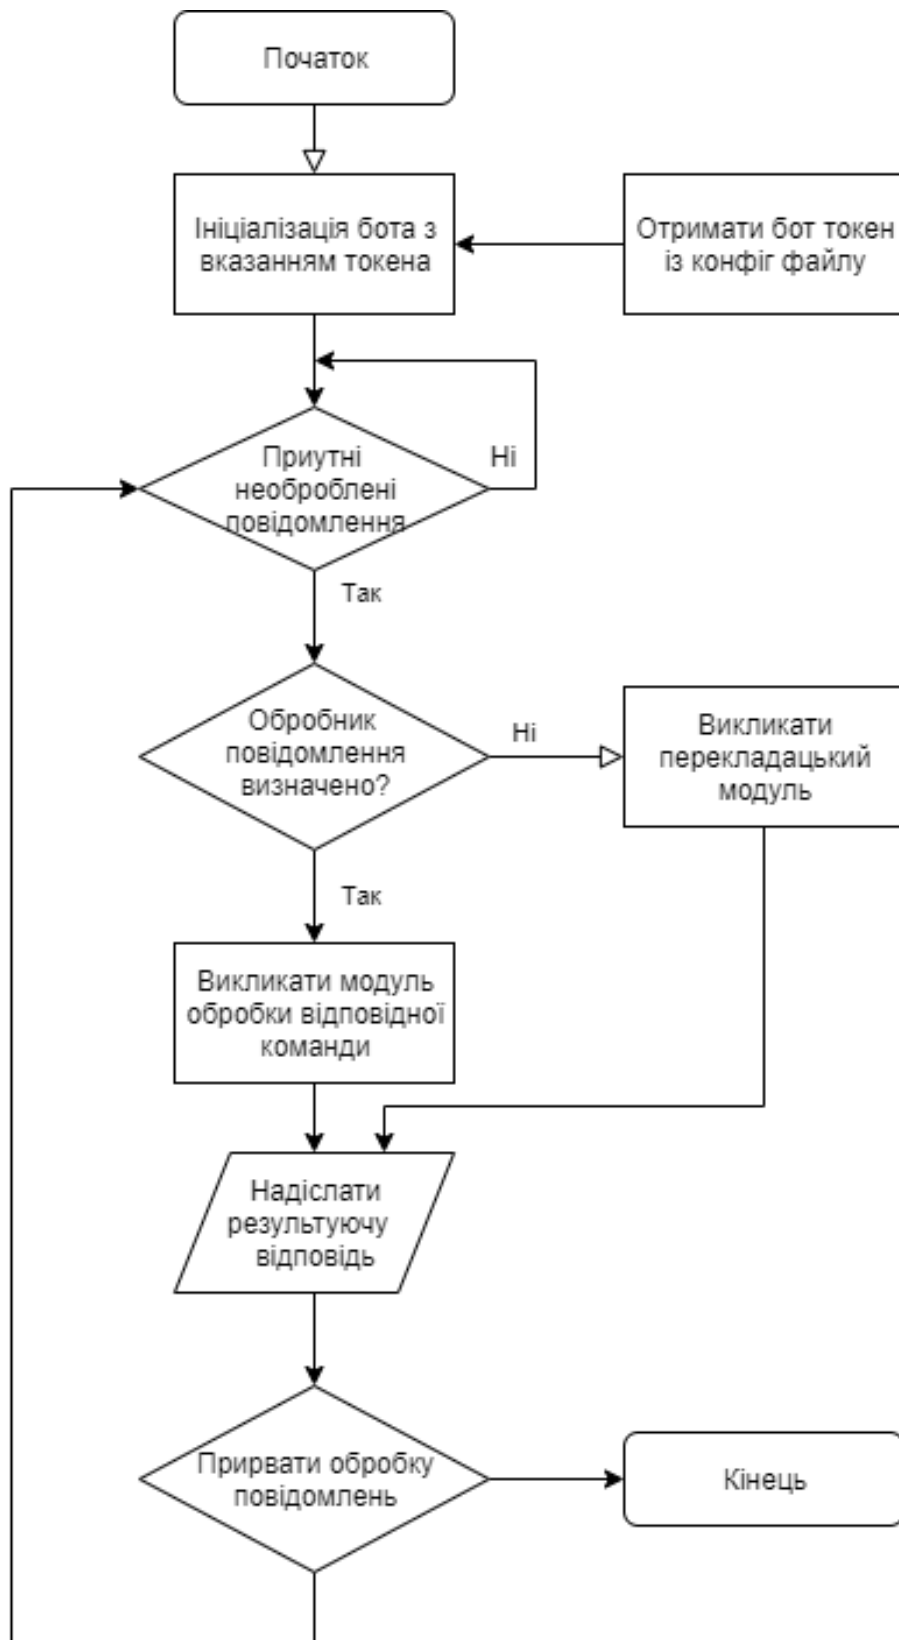 Початок
Ініціалізація бота з
вказанням токена
Отримати бот токен
із конфіг файлу
Приутні
необроблені
повідомлення
Ні
Так
Обробник
повідомлення
визначено?
Ні
Викликати
перекладацький
модуль
Так
Викликати модуль
обробки відповідної
команди
Надіслати
результуючу
відповідь
Прирвати обробку
повідомлень
Кінець